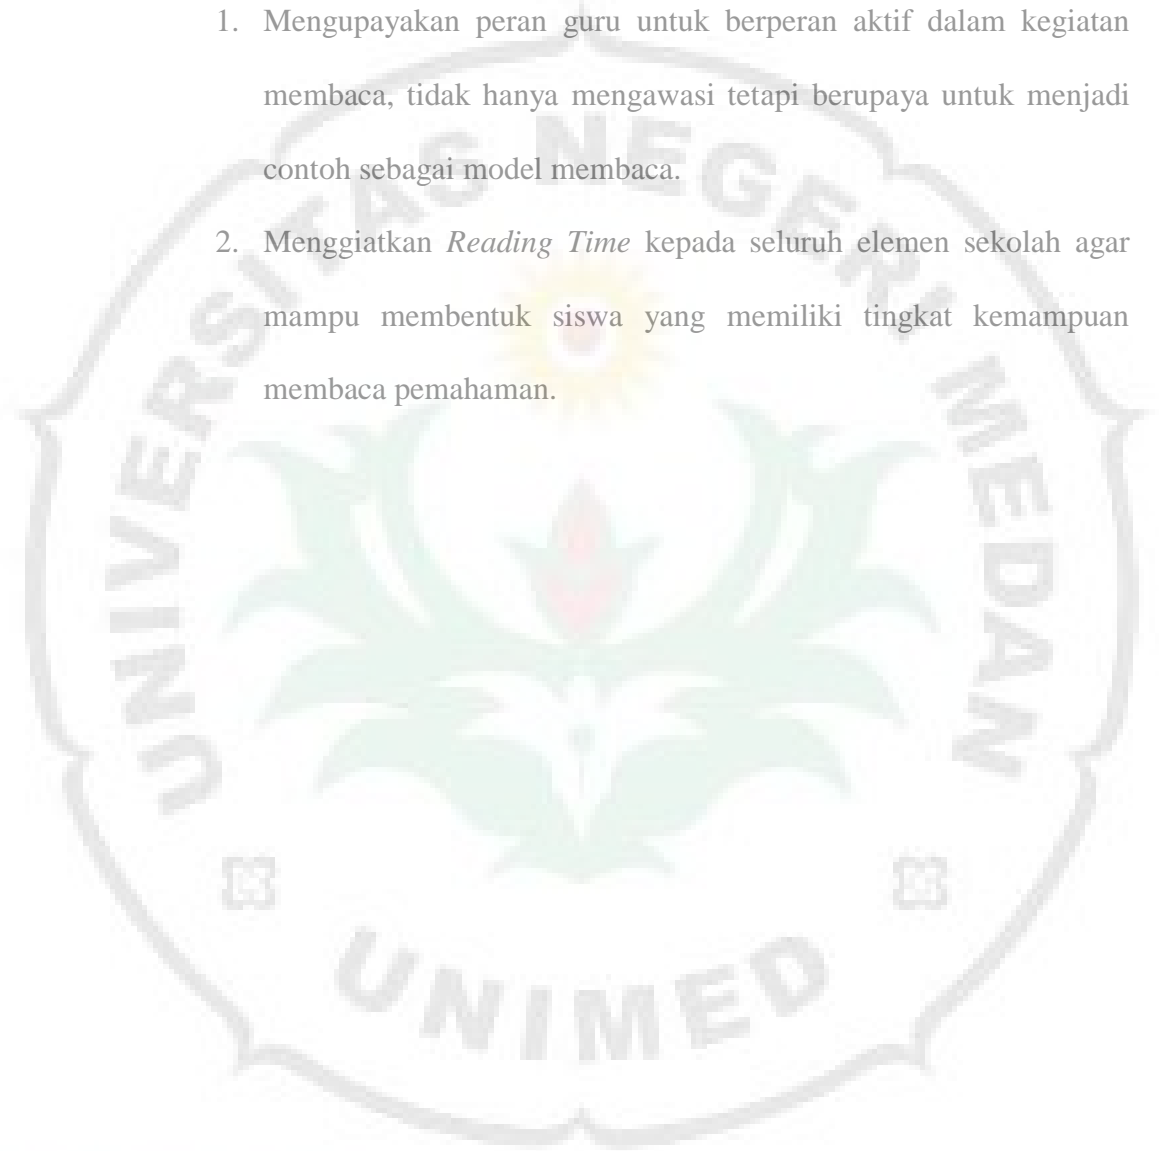 1. Mengupayakan peran guru untuk berperan aktif dalam kegiatan
membaca, tidak hanya mengawasi tetapi berupaya untuk menjadi
contoh sebagai model membaca.
2. Menggiatkan Reading Time kepada seluruh elemen sekolah agar
mampu membentuk siswa yang memiliki tingkat kemampuan
membaca pemahaman.
UNIVERSITAS NEGERI MEDAN
UNIMED